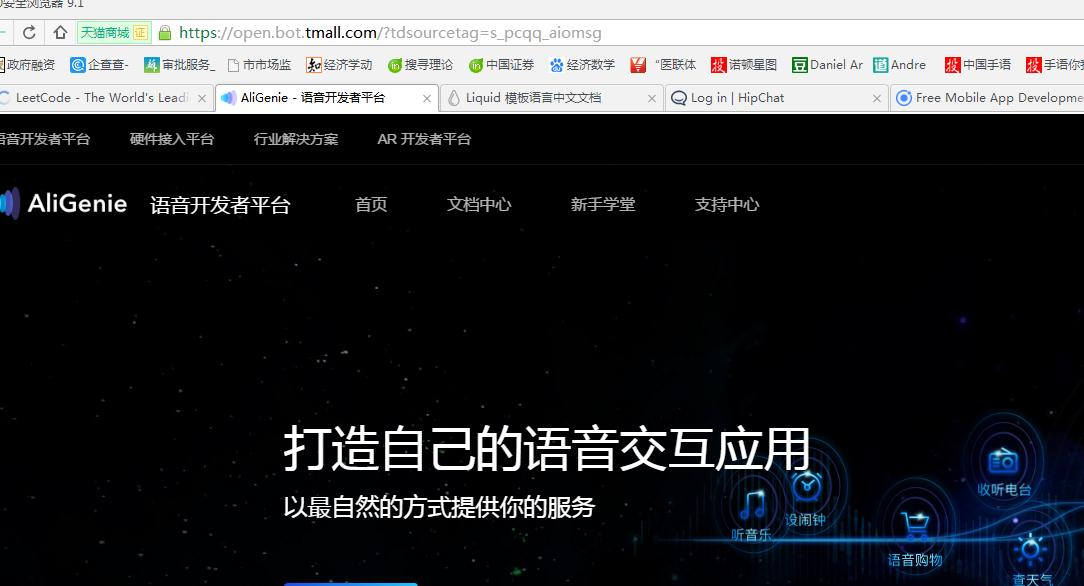 安全浏览器 9.1
天猫商城 证 https://open.bot.tmall.com/?tdsourcetag=s_pcqq_aiomsg
政府融资 企查查- 审批服务_ 市市场监 知 经济学动 搜寻理论 中国证券 经济数学 “医联体 投 诺顿星图 豆 Daniel Ar 道 Andre 投 中国手语 投 手语你
LeetCode - The World's Leadi AliGenie - 语音开发者平台 Liquid 模板语言中文文档 Log in | HipChat Free Mobile App Developme
语音开发者平台 硬件接入平台 行业解决方案 AR 开发者平台
AliGenie 语音开发者平台 首页 文档中心 新手学堂 支持中心
打造自己的语音交互应用
以最自然的方式提供你的服务
收听电台
设闹钟
听音乐
语音购物
查天气